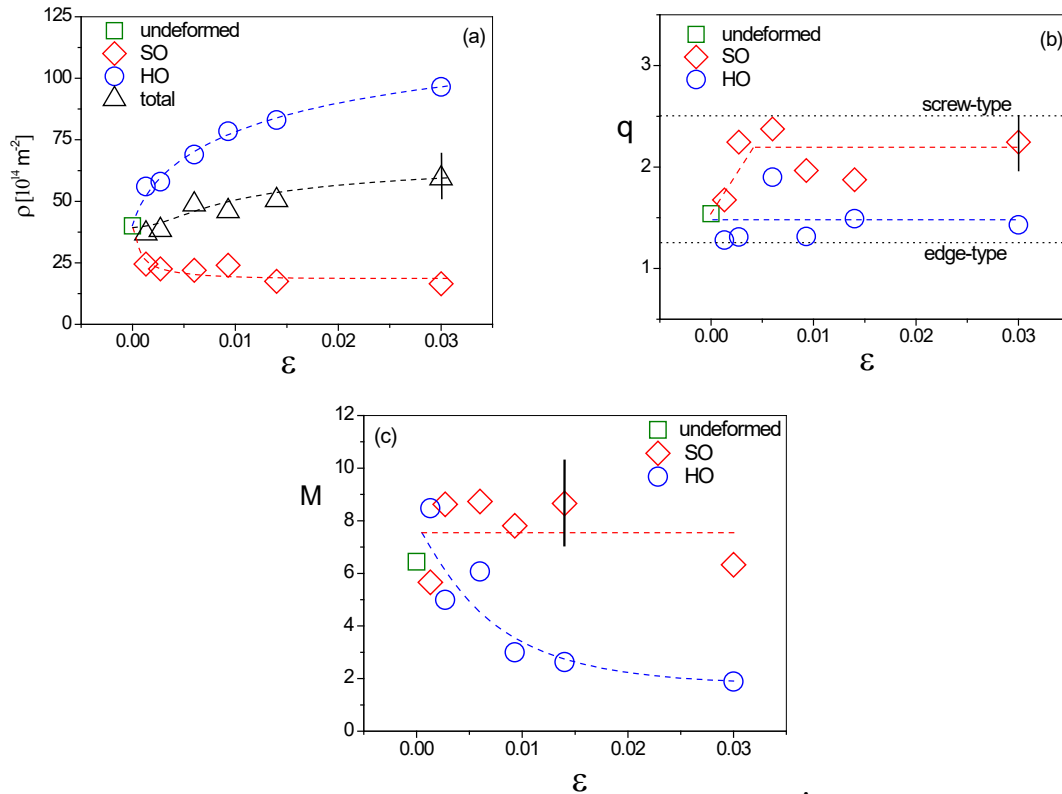 (a)
undeformed
SO
HO
total
ρ [10¹⁴ m⁻²]
125
100
75
50
25
0
0.00 0.01 0.02 0.03
ε
(b)
undeformed
SO
HO
screw-type
edge-type
q
3
2
1
0.00 0.01 0.02 0.03
ε
(c)
undeformed
SO
HO
M
12
10
8
6
4
2
0
0.00 0.01 0.02 0.03
ε